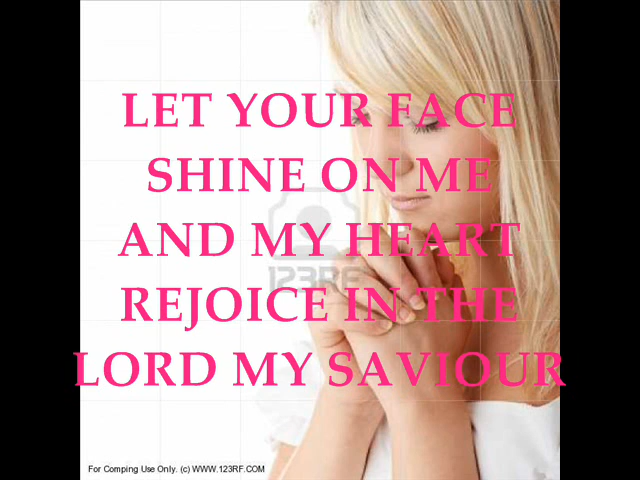 LET YOUR FACE
SHINE ON ME
AND MY HEART
REJOICE IN THE
LORD MY SAVIOUR
123RF
For Comping Use Only. (c) WWW.123RF.COM